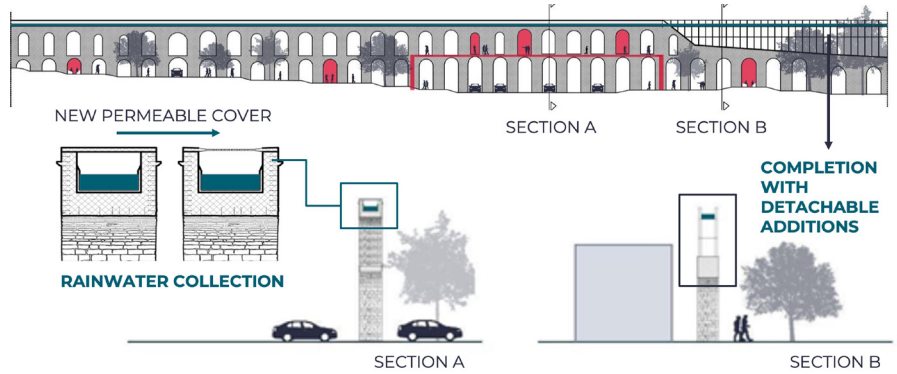 SECTION A
SECTION B
NEW PERMEABLE COVER
COMPLETION
WITH
DETACHABLE
ADDITIONS
RAINWATER COLLECTION
SECTION A
SECTION B